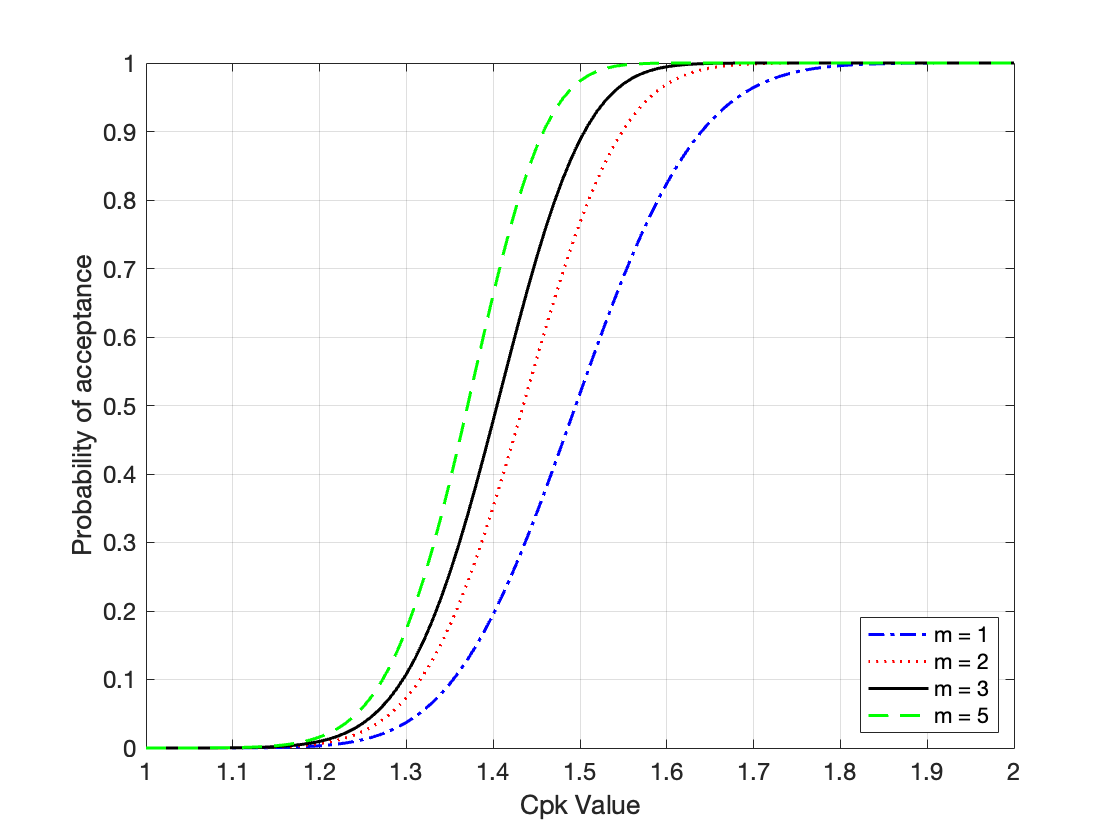 1
0.9
0.8
0.7
0.6
0.5
0.4
0.3
0.2
0.1
0
Probability of acceptance
1 1.1 1.2 1.3 1.4 1.5 1.6 1.7 1.8 1.9 2
Cpk Value
m = 1
m = 2
m = 3
m = 5